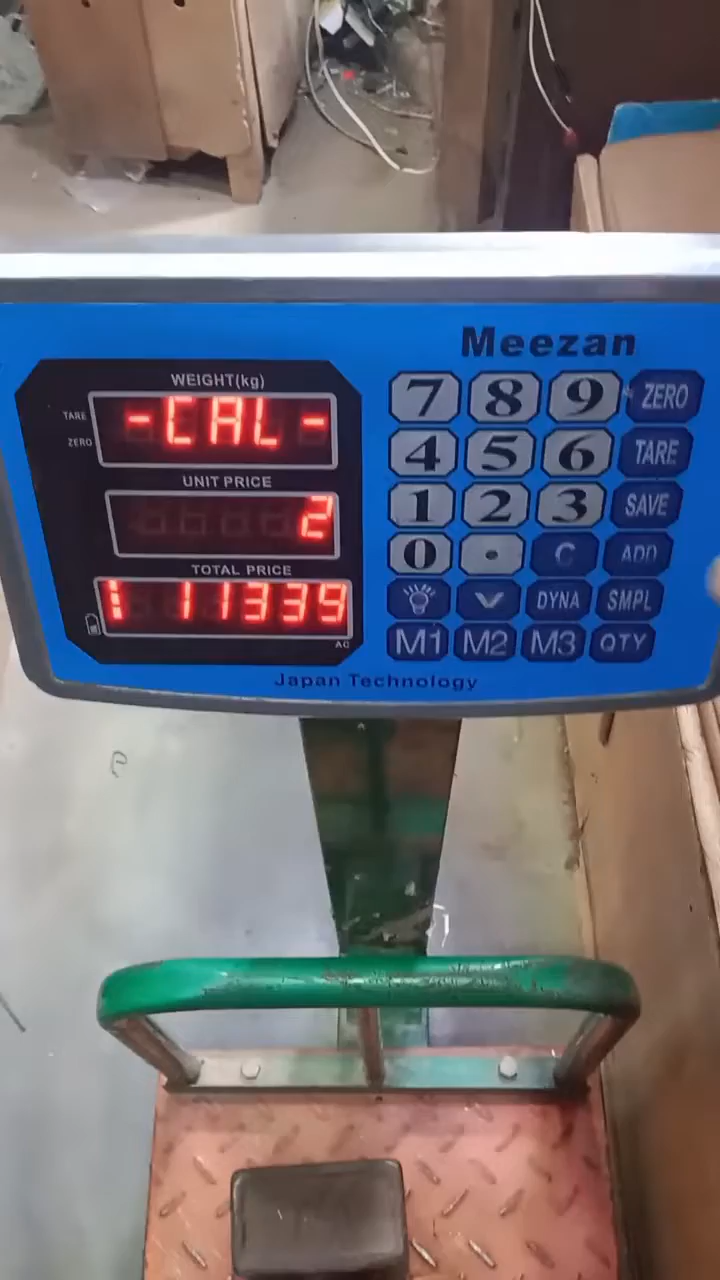 Meezan
WEIGHT(kg)
TARE
ZERO
-CAL-
UNIT PRICE
2
TOTAL PRICE
11339
AC
7 8 9 ZERO
4 5 6 TARE
1 2 3 SAVE
0 . C ADD
DYNA SMPL
M1 M2 M3 QTY
Japan Technology